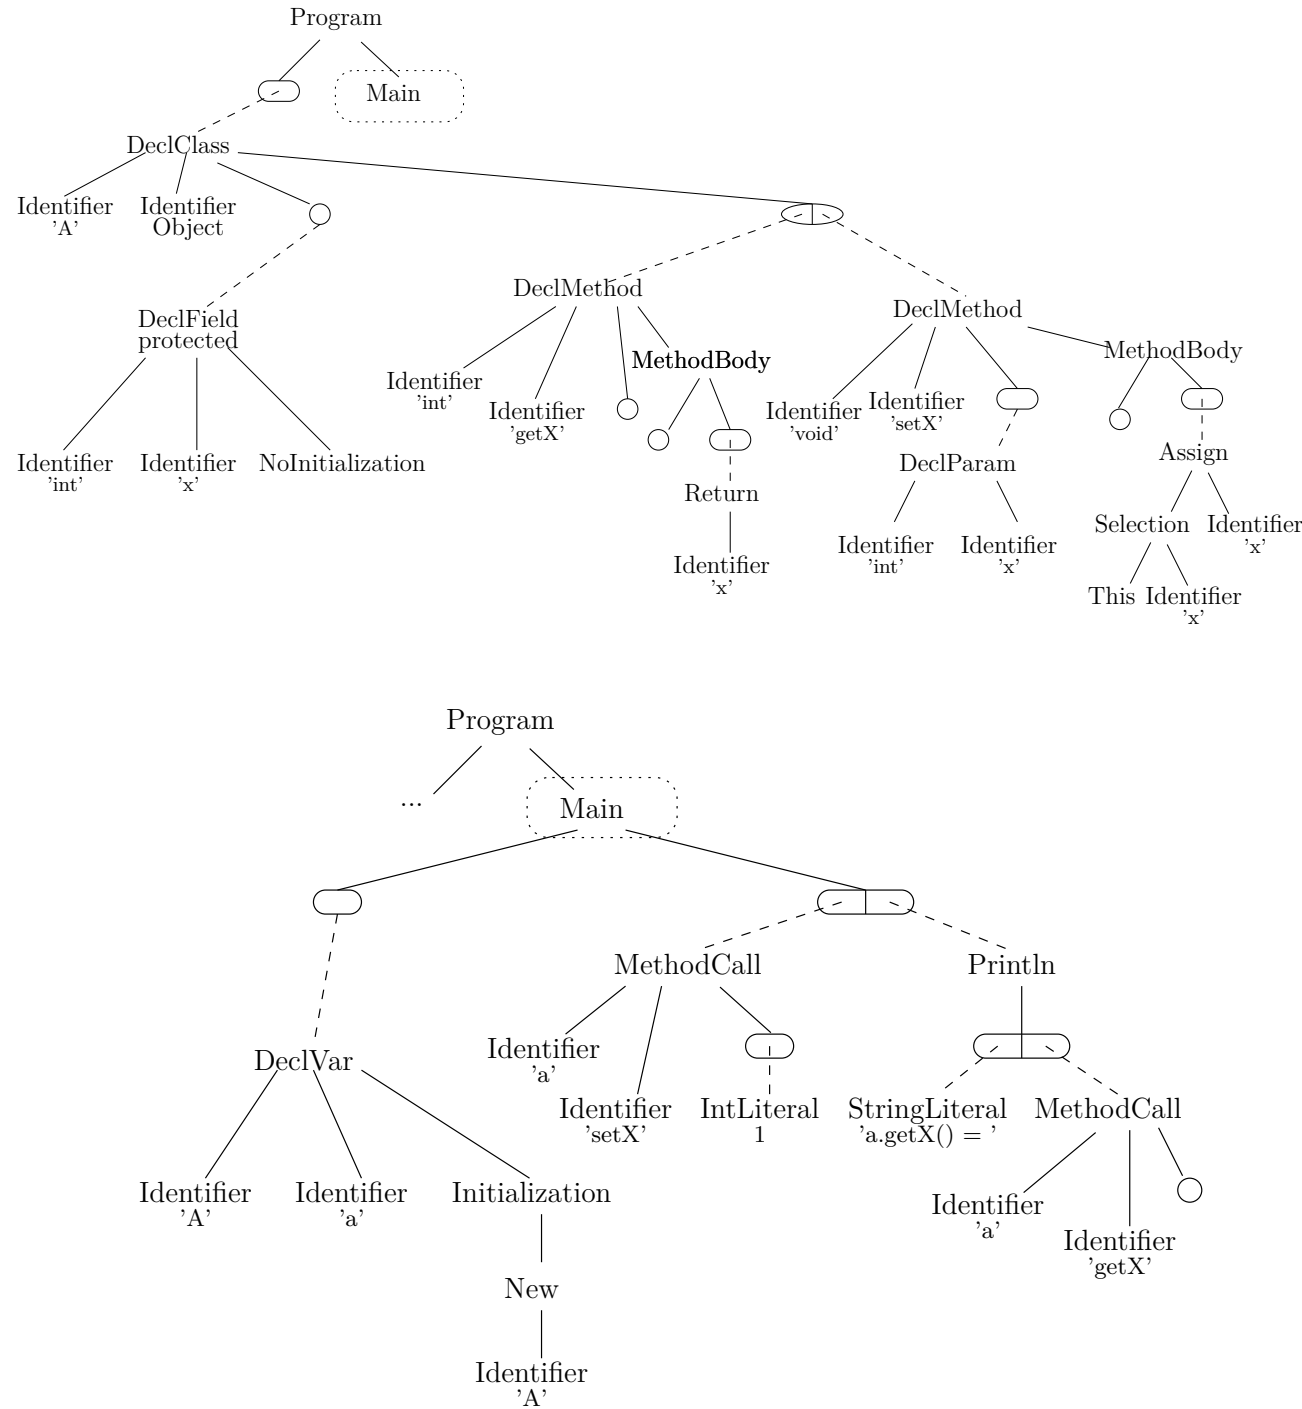 Program
Main
DeclClass
Identifier
'A'
Identifier
Object
DeclField
protected
Identifier
'int'
Identifier
'x'
NoInitialization
DeclMethod
Identifier
'int'
Identifier
'getX'
MethodBody
Return
Identifier
'x'
DeclMethod
Identifier
'void'
Identifier
'setX'
DeclParam
Identifier
'int'
Identifier
'x'
MethodBody
Assign
Selection
Identifier
'x'
This
Identifier
'x'
Program
...
Main
DeclVar
Identifier
'A'
Identifier
'a'
Initialization
New
Identifier
'A'
MethodCall
Identifier
'a'
Identifier
'setX'
IntLiteral
1
Println
StringLiteral
'a.getX() = '
MethodCall
Identifier
'a'
Identifier
'getX'